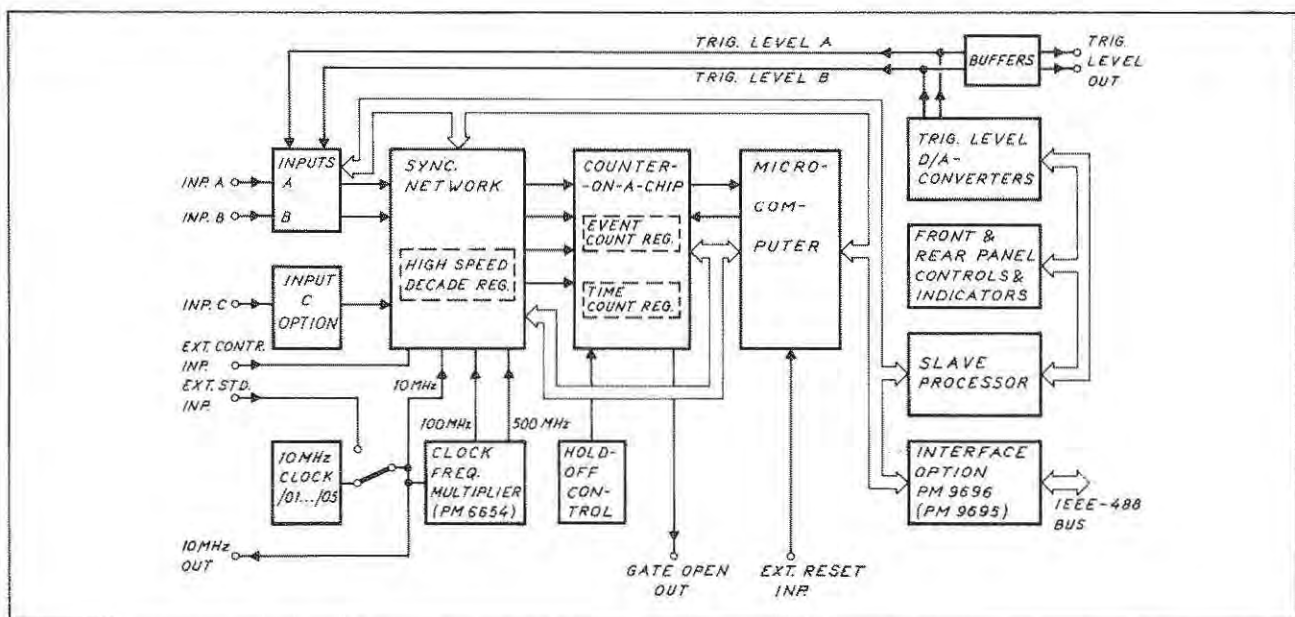 TRIG. LEVEL A
TRIG. LEVEL B
BUFFERS
TRIG.
LEVEL
OUT
INPUTS
A
B
INP. A
INP. B
SYNC.
NETWORK
HIGH SPEED
DECADE REG.
COUNTER-
-ON-A-CHIP
EVENT
COUNT REG.
TIME
COUNT REG.
MICRO-
COM-
PUTER
TRIG. LEVEL
D/A-
CONVERTERS
FRONT &
REAR PANEL
CONTROLS &
INDICATORS
INP. C
INPUT
C
OPTION
EXT. CONTR.
INP.
EXT. STD.
INP.
10MHz
100MHz
500MHz
SLAVE
PROCESSOR
10MHz
CLOCK
/01.../05
CLOCK
FREQ.
MULTIPLIER
(PM 6654)
HOLD-
OFF CON-
TROL
INTERFACE
OPTION
PM 9696
(PM 9695)
IEEE-488
BUS
10MHz
OUT
GATE OPEN
OUT
EXT. RESET
INP.